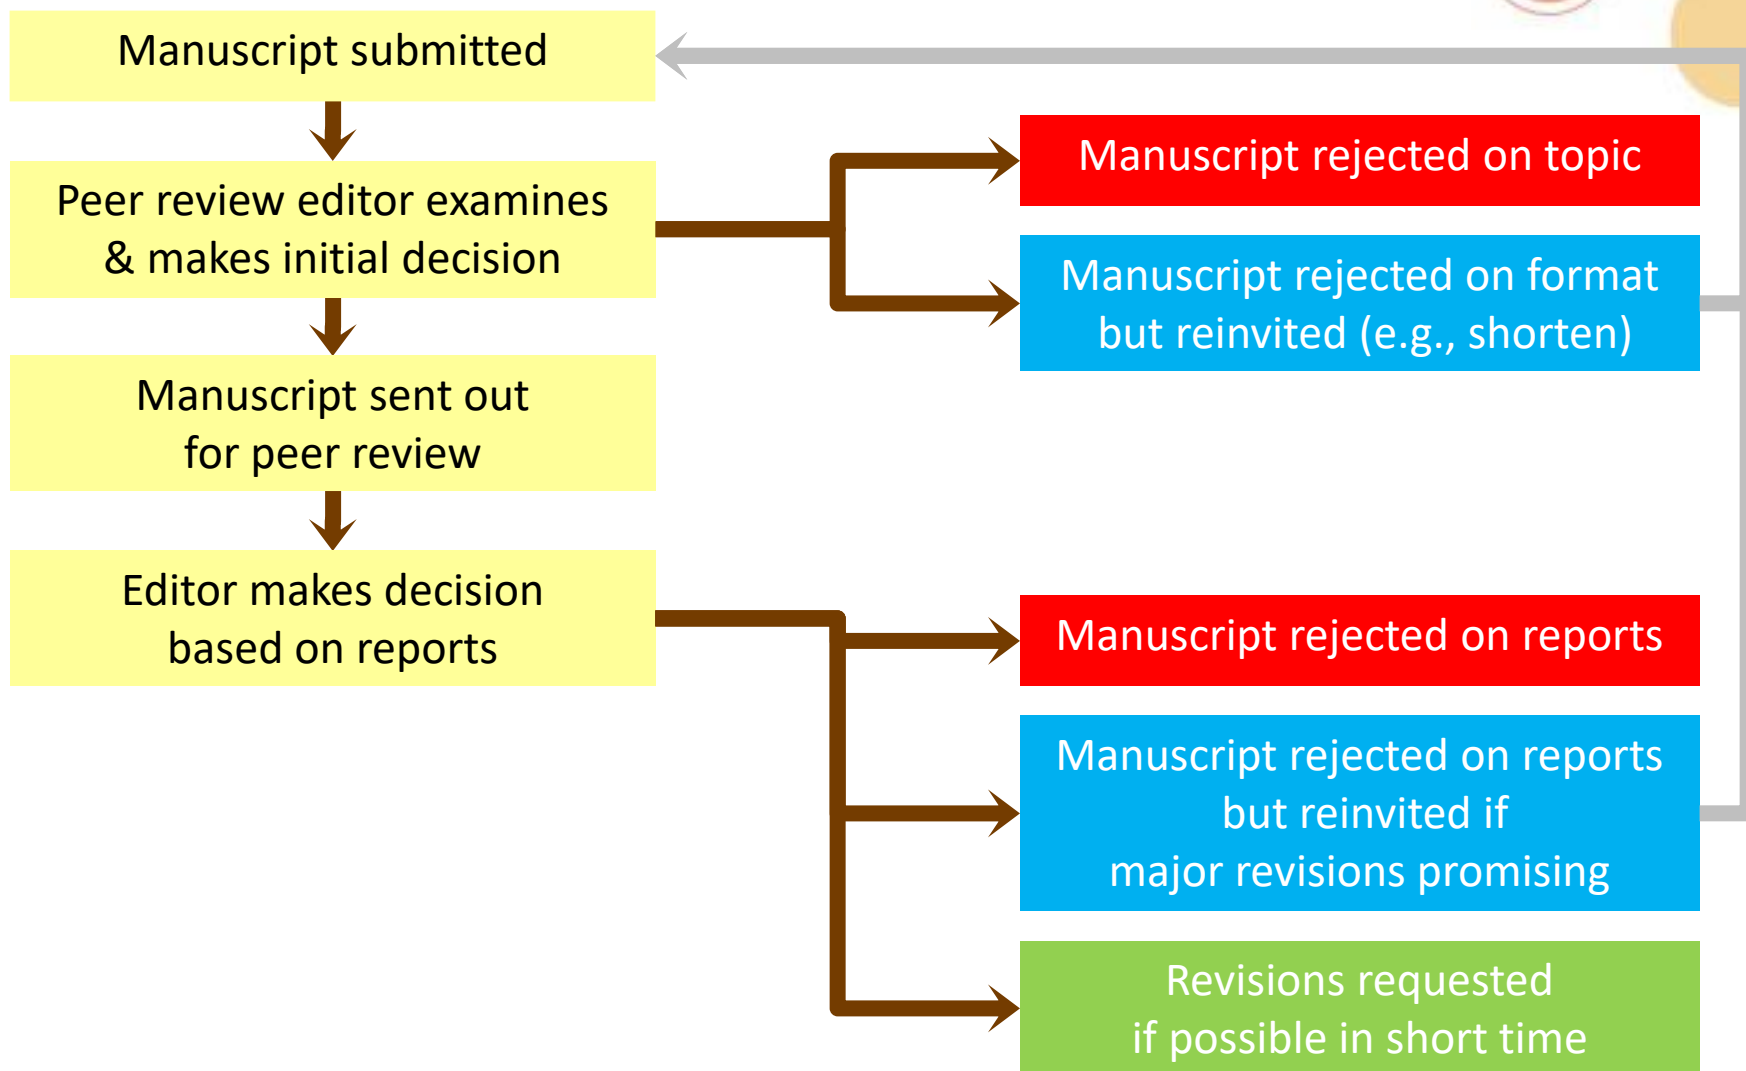 Manuscript submitted
Peer review editor examines
& makes initial decision
Manuscript sent out
for peer review
Editor makes decision
based on reports
Manuscript rejected on topic
Manuscript rejected on format
but reinvited (e.g., shorten)
Manuscript rejected on reports
Manuscript rejected on reports
but reinvited if
major revisions promising
Revisions requested
if possible in short time